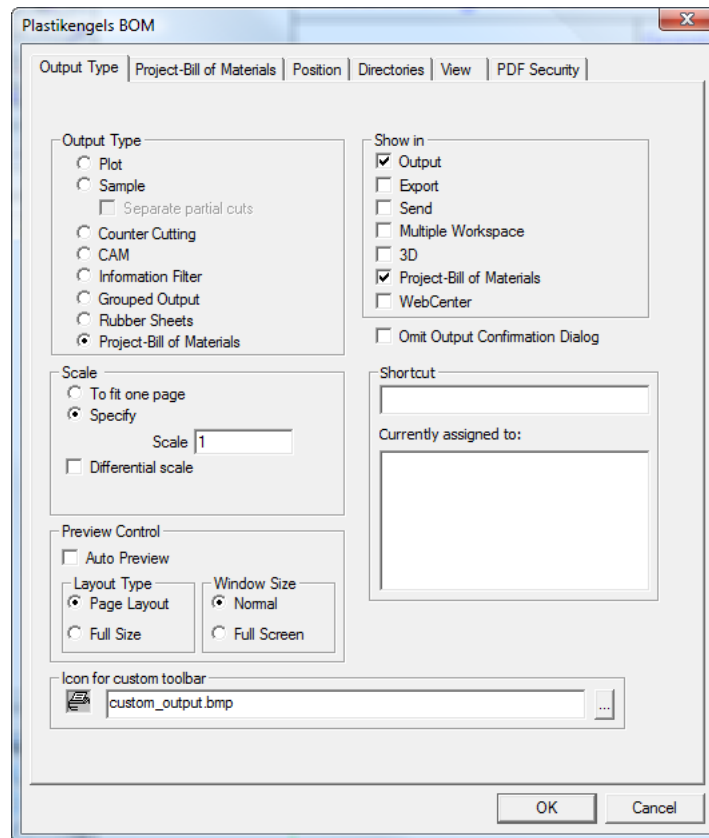 Plastikengels BOM
Output Type
Project-Bill of Materials
Position
Directories
View
PDF Security
Output Type
Plot
Sample
Separate partial cuts
Counter Cutting
CAM
Information Filter
Grouped Output
Rubber Sheets
Project-Bill of Materials
Show in
Output
Export
Send
Multiple Workspace
3D
Project-Bill of Materials
WebCenter
Omit Output Confirmation Dialog
Scale
To fit one page
Specify
Scale 1
Differential scale
Shortcut
Currently assigned to:
Preview Control
Auto Preview
Layout Type
Page Layout
Full Size
Window Size
Normal
Full Screen
Icon for custom toolbar
custom_output.bmp
...
OK
Cancel